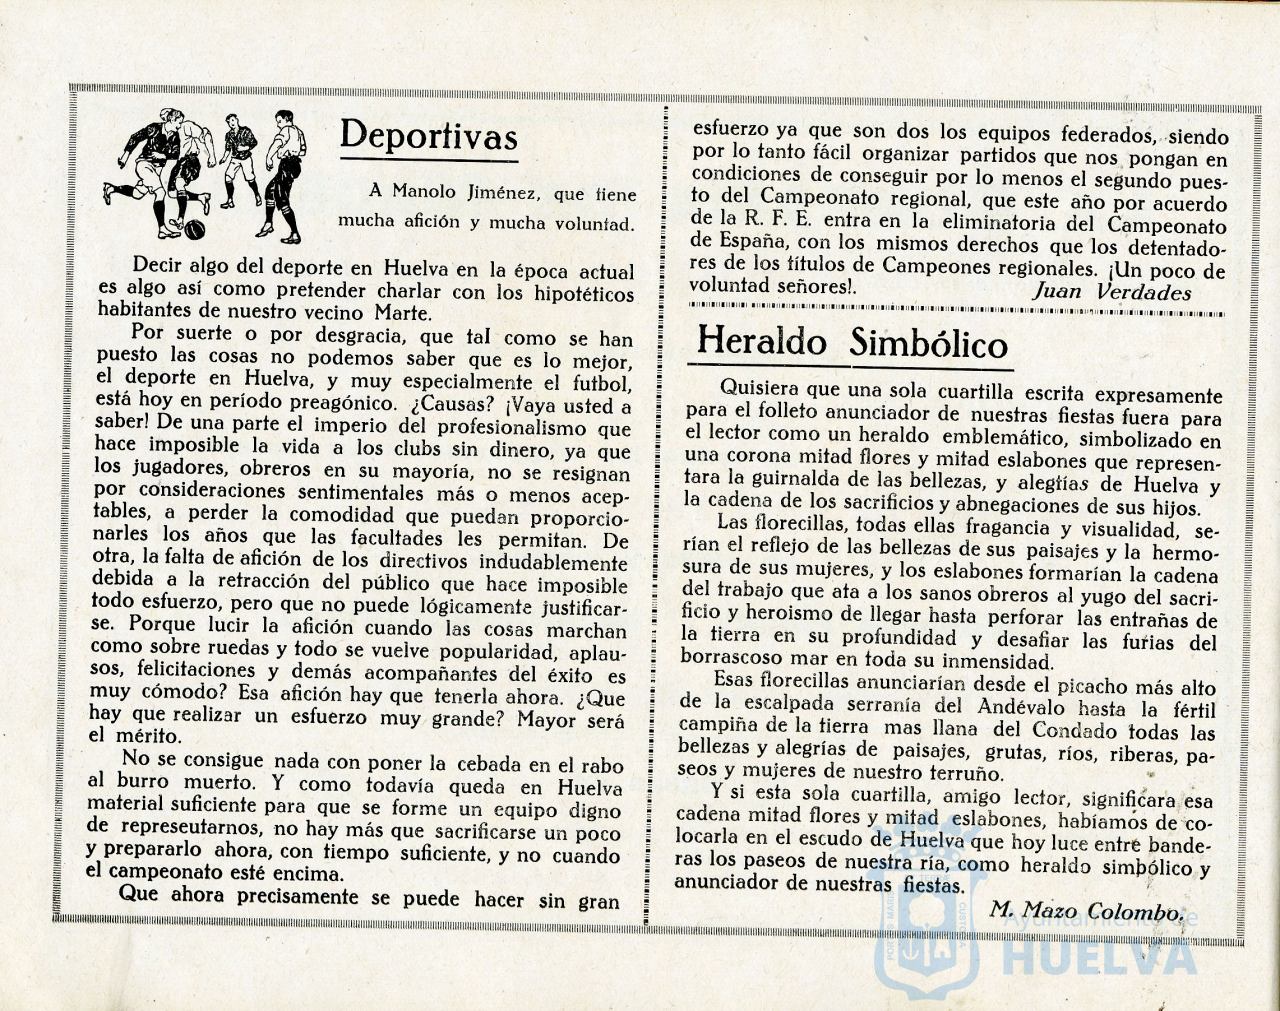 Deportivas
A Manolo Jiménez, que tiene
mucha afición y mucha voluntad.
Decir algo del deporte en Huelva en la época actual
es algo así como pretender charlar con los hipotéticos
habitantes de nuestro vecino Marte.
Por suerte o por desgracia, que tal como se han
puesto las cosas no podemos saber que es lo mejor,
el deporte en Huelva, y muy especialmente el futbol,
está hoy en período preagónico. ¿Causas? ¡Vaya usted a
saber! De una parte el imperio del profesionalismo que
hace imposible la vida a los clubs sin dinero, ya que
los jugadores, obreros en su mayoría, no se resignan
por consideraciones sentimentales más o menos acep-
tables, a perder la comodidad que puedan proporcio-
narles los años que las facultades les permitan. De
otra, la falta de afición de los directivos indudablemente
debida a la retracción del público que hace imposible
todo esfuerzo, pero que no puede lógicamente justificar-
se. Porque lucir la afición cuando las cosas marchan
como sobre ruedas y todo se vuelve popularidad, aplau-
sos, felicitaciones y demás acompañantes del éxito es
muy cómodo? Esa afición hay que tenerla ahora. ¿Que
hay que realizar un esfuerzo muy grande? Mayor será
el mérito.
No se consigue nada con poner la cebada en el rabo
al burro muerto. Y como todavía queda en Huelva
material suficiente para que se forme un equipo digno
de represeutarnos, no hay más que sacrificarse un poco
y prepararlo ahora, con tiempo suficiente, y no cuando
el campeonato esté encima.
Que ahora precisamente se puede hacer sin gran
esfuerzo ya que son dos los equipos federados, siendo
por lo tanto fácil organizar partidos que nos pongan en
condiciones de conseguir por lo menos el segundo pues-
to del Campeonato regional, que este año por acuerdo
de la R. F. E. entra en la eliminatoria del Campeonato
de España, con los mismos derechos que los detentado-
res de los títulos de Campeones regionales. ¡Un poco de
voluntad señores!. Juan Verdades
Heraldo Simbólico
Quisiera que una sola cuartilla escrita expresamente
para el folleto anunciador de nuestras fiestas fuera para
el lector como un heraldo emblemático, simbolizado en
una corona mitad flores y mitad eslabones que represen-
tara la guirnalda de las bellezas, y alegtías de Huelva y
la cadena de los sacrificios y abnegaciones de sus hijos.
Las florecillas, todas ellas fragancia y visualidad, se-
rían el reflejo de las bellezas de sus paisajes y la hermo-
sura de sus mujeres, y los eslabones formarían la cadena
del trabajo que ata a los sanos obreros al yugo del sacri-
ficio y heroismo de llegar hasta perforar las entrañas de
la tierra en su profundidad y desafiar las furias del
borrascoso mar en toda su inmensidad.
Esas florecillas anunciarían desde el picacho más alto
de la escalpada serranía del Andévalo hasta la fértil
campiña de la tierra mas llana del Condado todas las
bellezas y alegrías de paisajes, grutas, ríos, riberas, pa-
seos y mujeres de nuestro terruño.
Y si esta sola cuartilla, amigo lector, significara esa
cadena mitad flores y mitad eslabones, habíamos de co-
locarla en el escudo de Huelva que hoy luce entre bande-
ras los paseos de nuestra ría, como heraldo simbólico y
anunciador de nuestras fiestas.
M. Mazo Colombo.
Ayuntamiento de
HUELVA